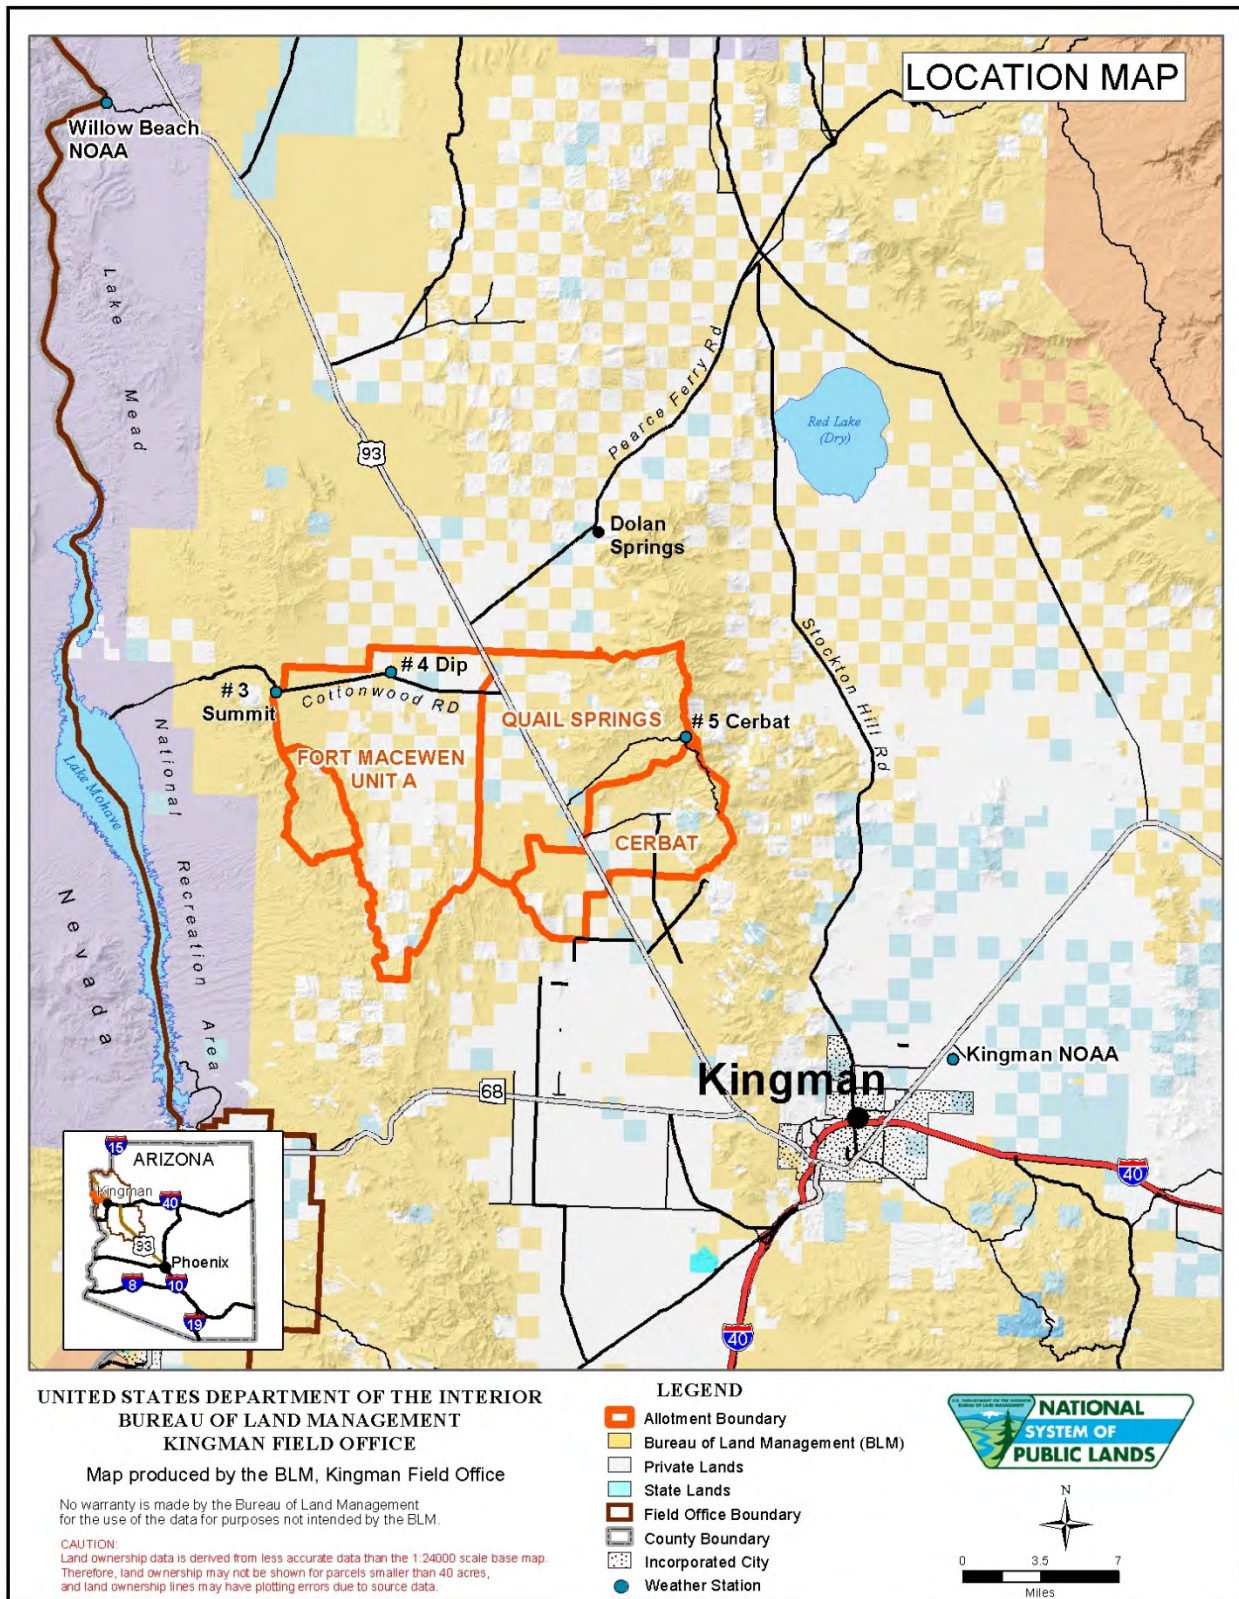 LOCATION MAP
Willow Beach
NOAA
Lake
Mead
93
Pearce Ferry Rd
Red Lake
(Dry)
Dolan
Springs
Stockton Hill Rd
# 4 Dip
# 3
Summit
Cottonwood RD
QUAIL SPRINGS
# 5 Cerbat
FORT MACEWEN
UNIT A
CERBAT
National
Recreation
Area
Lake Mohave
Nevada
Kingman NOAA
Kingman
68
40
40
15
ARIZONA
Kingman
40
93
Phoenix
8
10
19
UNITED STATES DEPARTMENT OF THE INTERIOR
BUREAU OF LAND MANAGEMENT
KINGMAN FIELD OFFICE
Map produced by the BLM, Kingman Field Office
No warranty is made by the Bureau of Land Management
for the use of the data for purposes not intended by the BLM.
CAUTION:
Land ownership data is derived from less accurate data than the 1:24000 scale base map.
Therefore, land ownership may not be shown for parcels smaller than 40 acres,
and land ownership lines may have plotting errors due to source data.
LEGEND
Allotment Boundary
Bureau of Land Management (BLM)
Private Lands
State Lands
Field Office Boundary
County Boundary
Incorporated City
Weather Station
U.S. DEPARTMENT OF THE INTERIOR
BUREAU OF LAND MANAGEMENT
NATIONAL
SYSTEM OF
PUBLIC LANDS
N
0 3.5 7
Miles